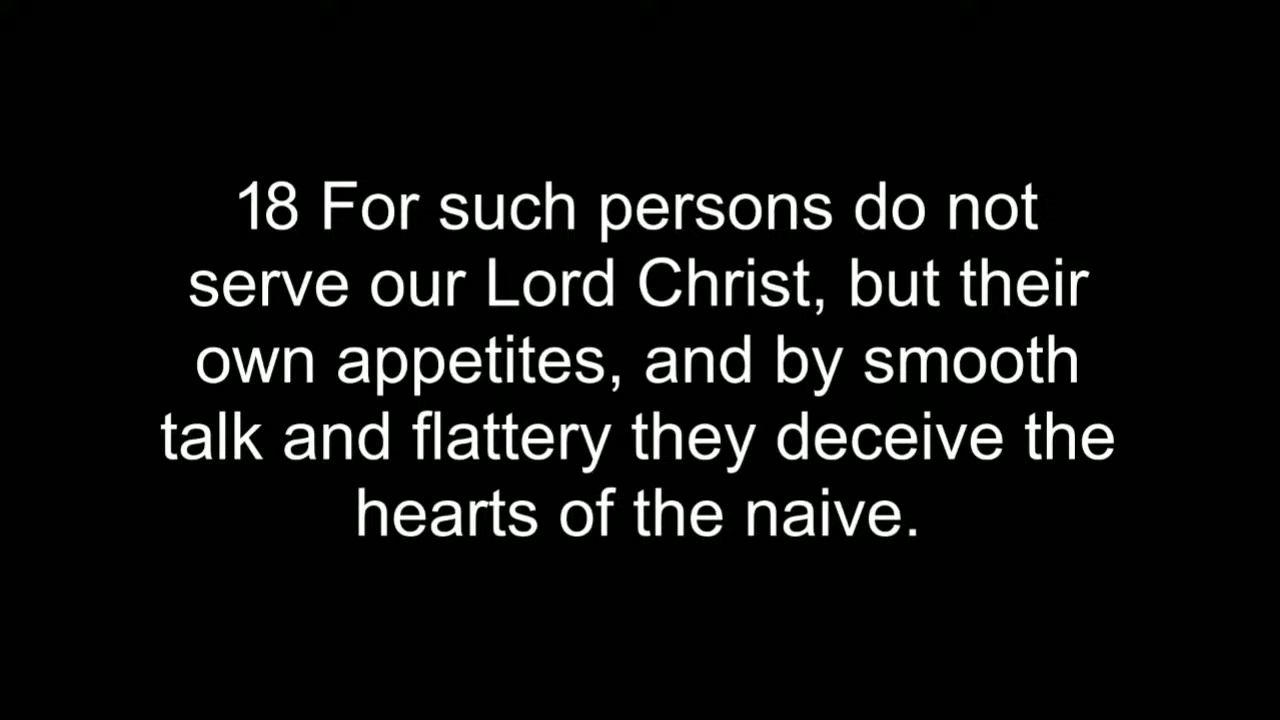 18 For such persons do not
serve our Lord Christ, but their
own appetites, and by smooth
talk and flattery they deceive the
hearts of the naive.